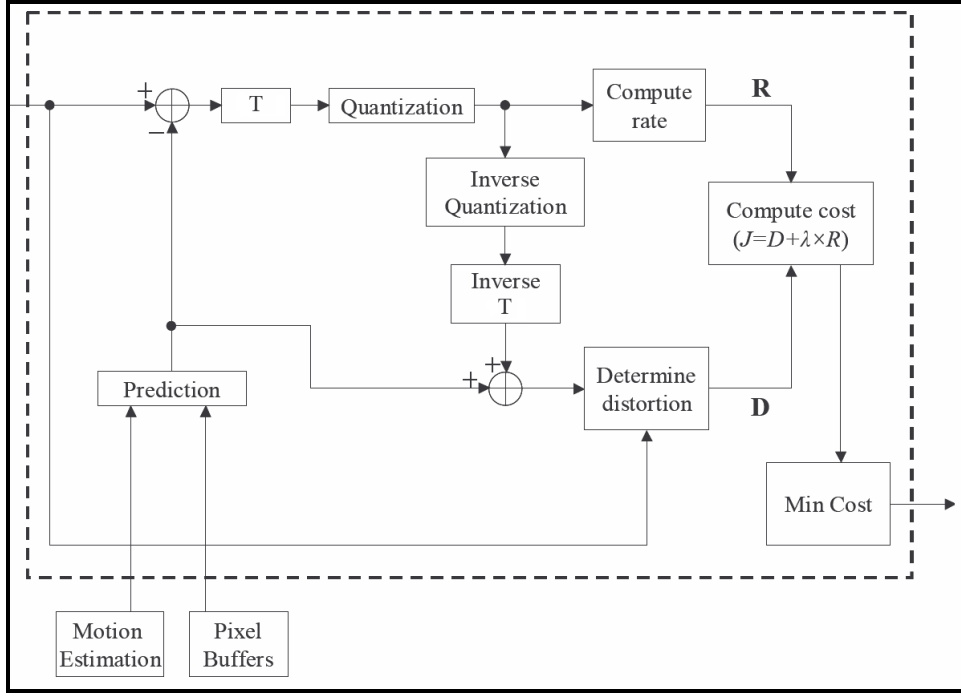 +
−
T
Quantization
Compute
rate
R
Inverse
Quantization
Compute cost
(J=D+λ×R)
Inverse
T
+
+
Prediction
Determine
distortion
D
Min Cost
Motion
Estimation
Pixel
Buffers